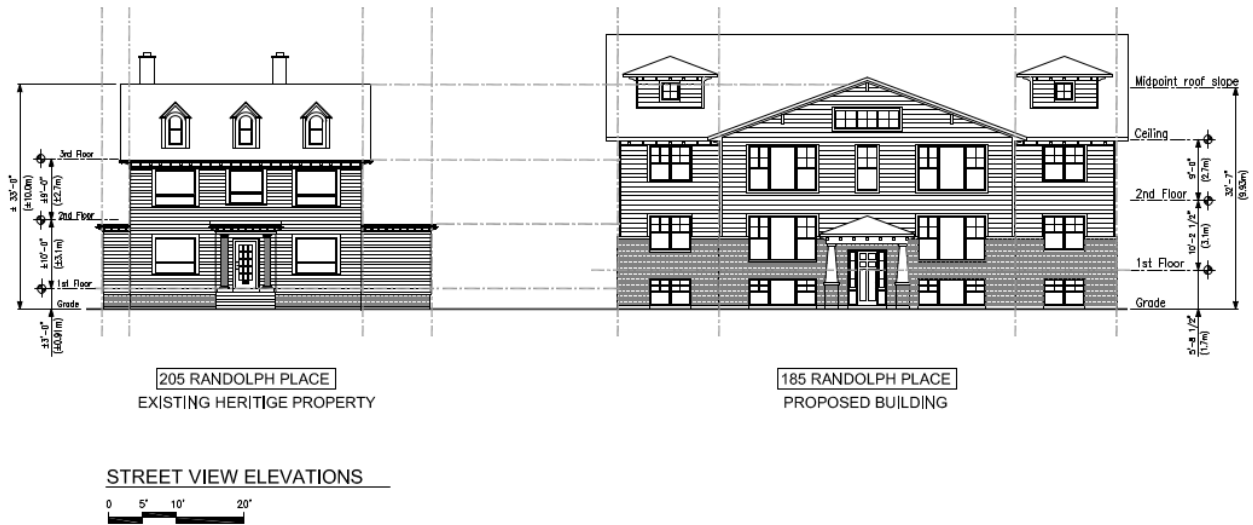 Midpoint roof slope
Ceiling
3rd Floor
2nd Floor
1st Floor
Grade
± 33'-0"
(±10.0m)
±9'-0"
(±2.7m)
±10'-0"
(±3.1m)
±3'-0"
(±0.91m)
2nd Floor
1st Floor
Grade
9'-0"
(2.7m)
10'-2 1/2"
(3.1m)
5'-8 1/2"
(1.7m)
32'-7"
(9.93m)
205 RANDOLPH PLACE
EXISTING HERITIGE PROPERTY
185 RANDOLPH PLACE
PROPOSED BUILDING
STREET VIEW ELEVATIONS
0 5' 10' 20'